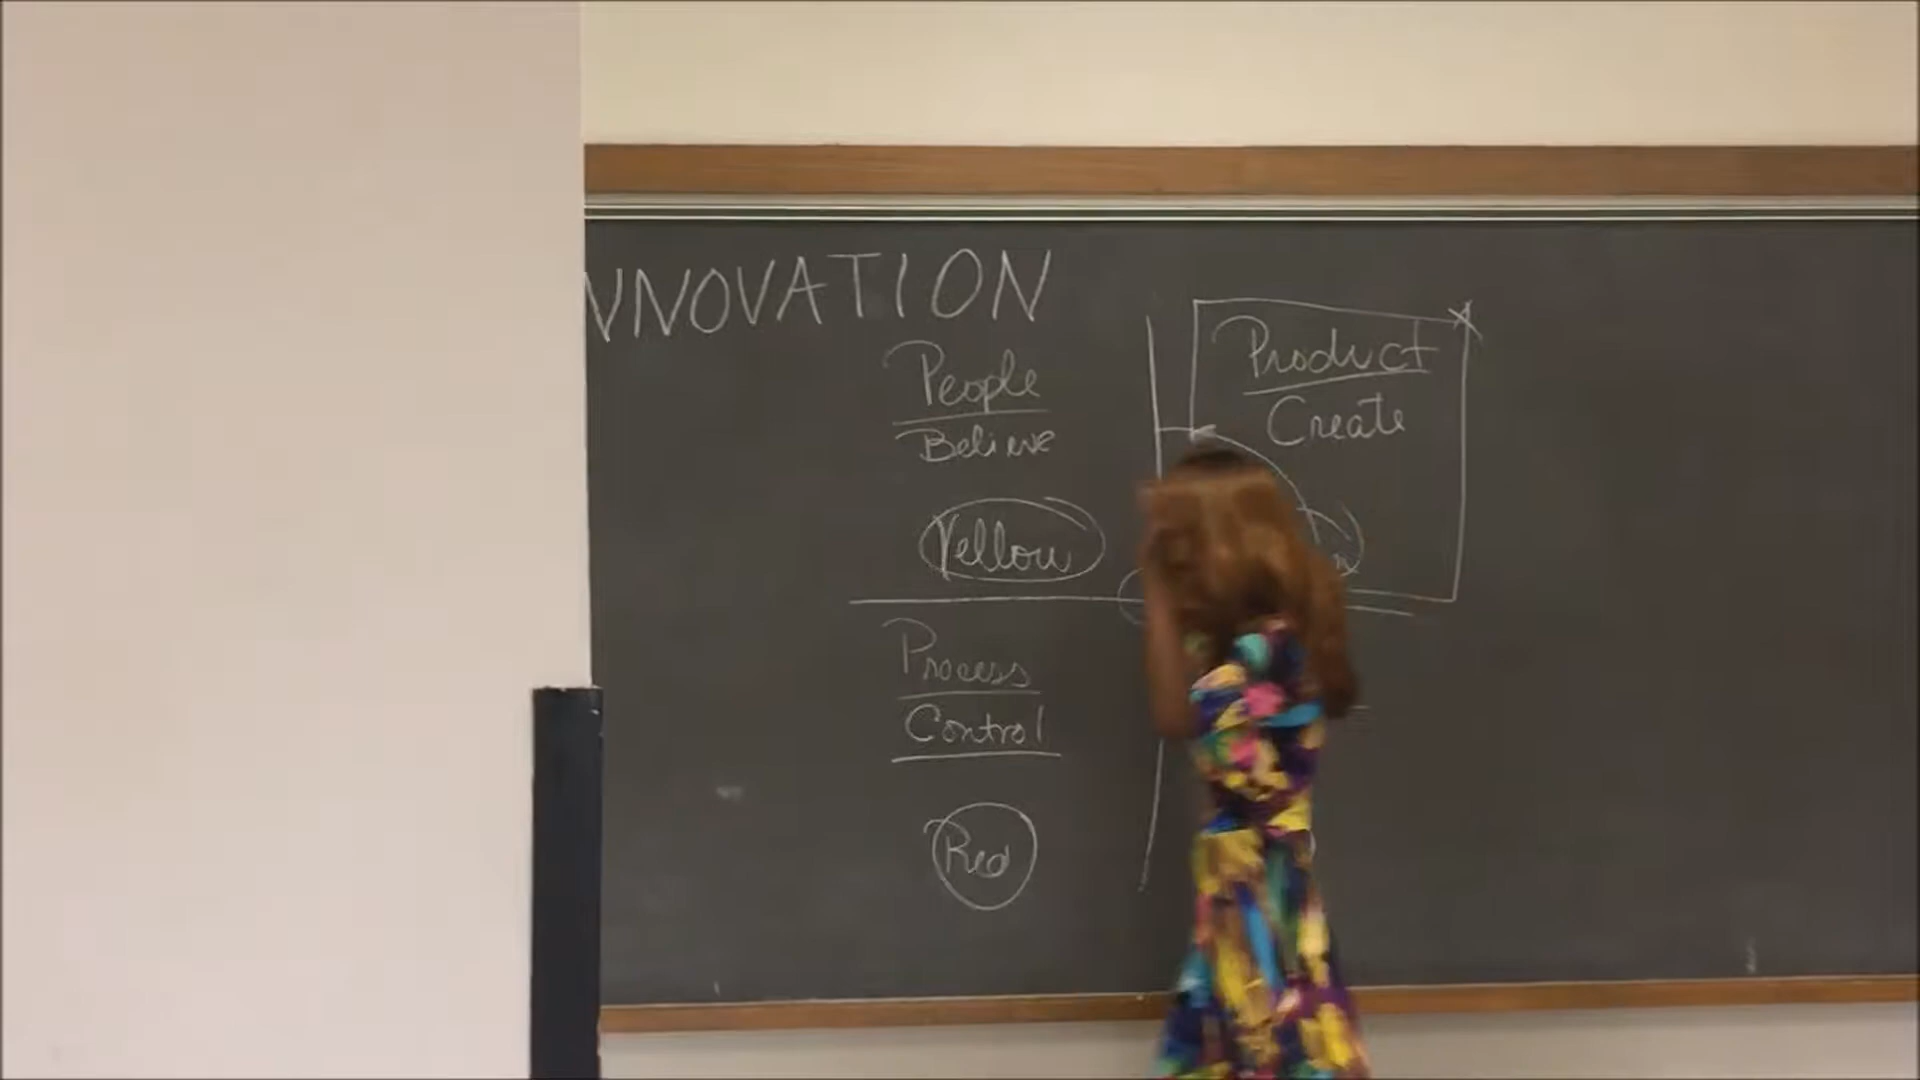 NNOVATION
People
Believe
Yellow
Product
Create
Process
Control
Red